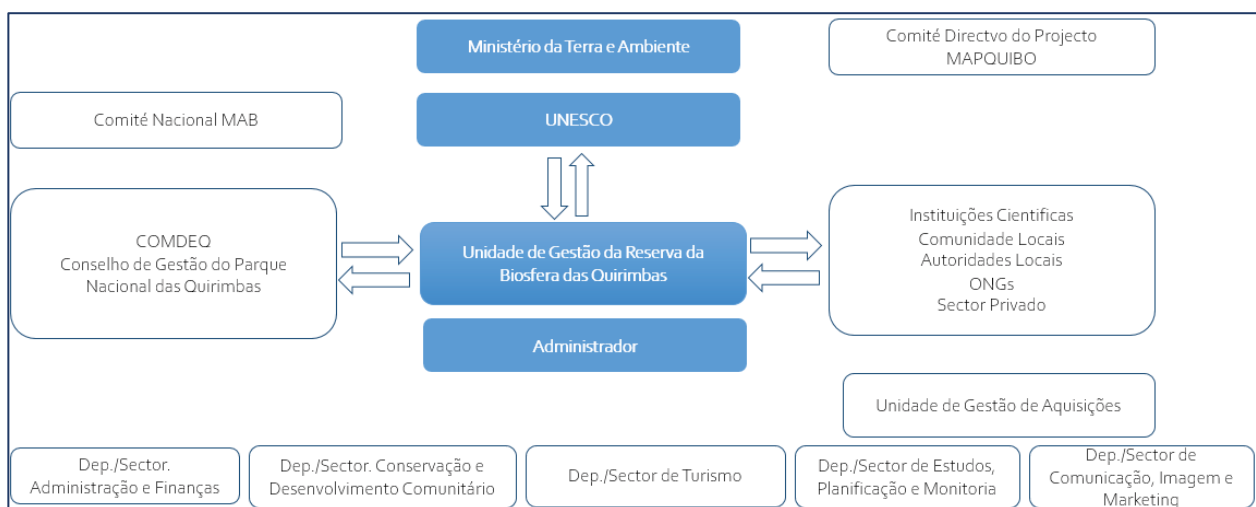 Ministério da Terra e Ambiente
Comité Directvo do Projecto
MAPQUIBO
Comité Nacional MAB
UNESCO
COMDEQ
Conselho de Gestão do Parque
Nacional das Quirimbas
Unidade de Gestão da Reserva da
Biosfera das Quirimbas
Instituições Cientificas
Comunidade Locais
Autoridades Locais
ONGs
Sector Privado
Administrador
Unidade de Gestão de Aquisições
Dep./Sector.
Administração e Finanças
Dep./Sector. Conservação e
Desenvolvimento Comunitário
Dep./Sector de Turismo
Dep./Sector de Estudos,
Planificação e Monitoria
Dep./Sector de
Comunicação, Imagem e
Marketing